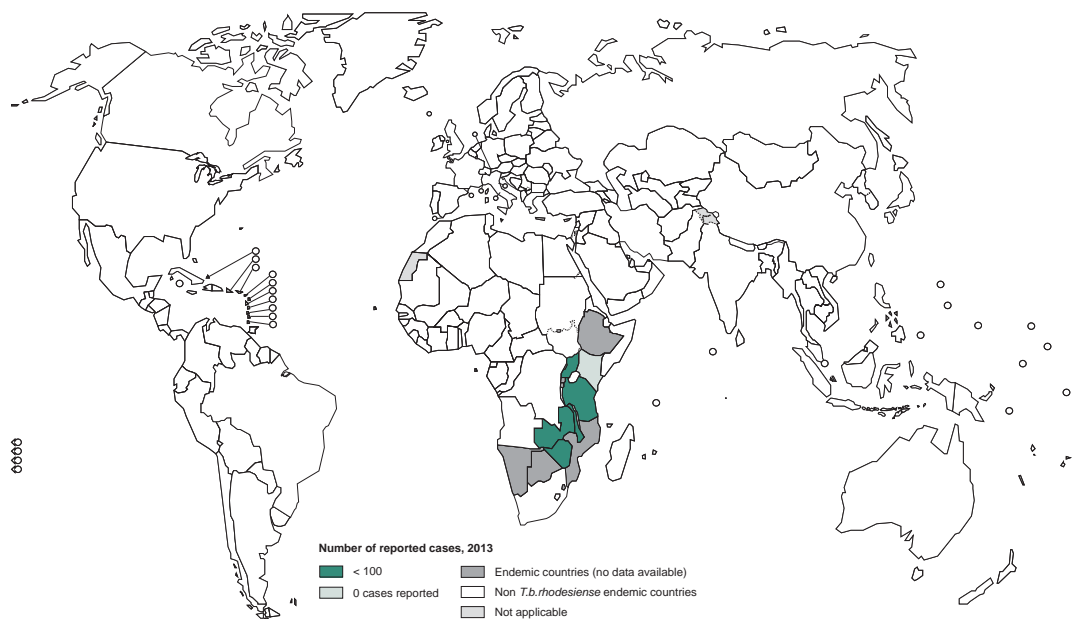 Number of reported cases, 2013
< 100
0 cases reported
Endemic countries (no data available)
Non T.b.rhodesiense endemic countries
Not applicable